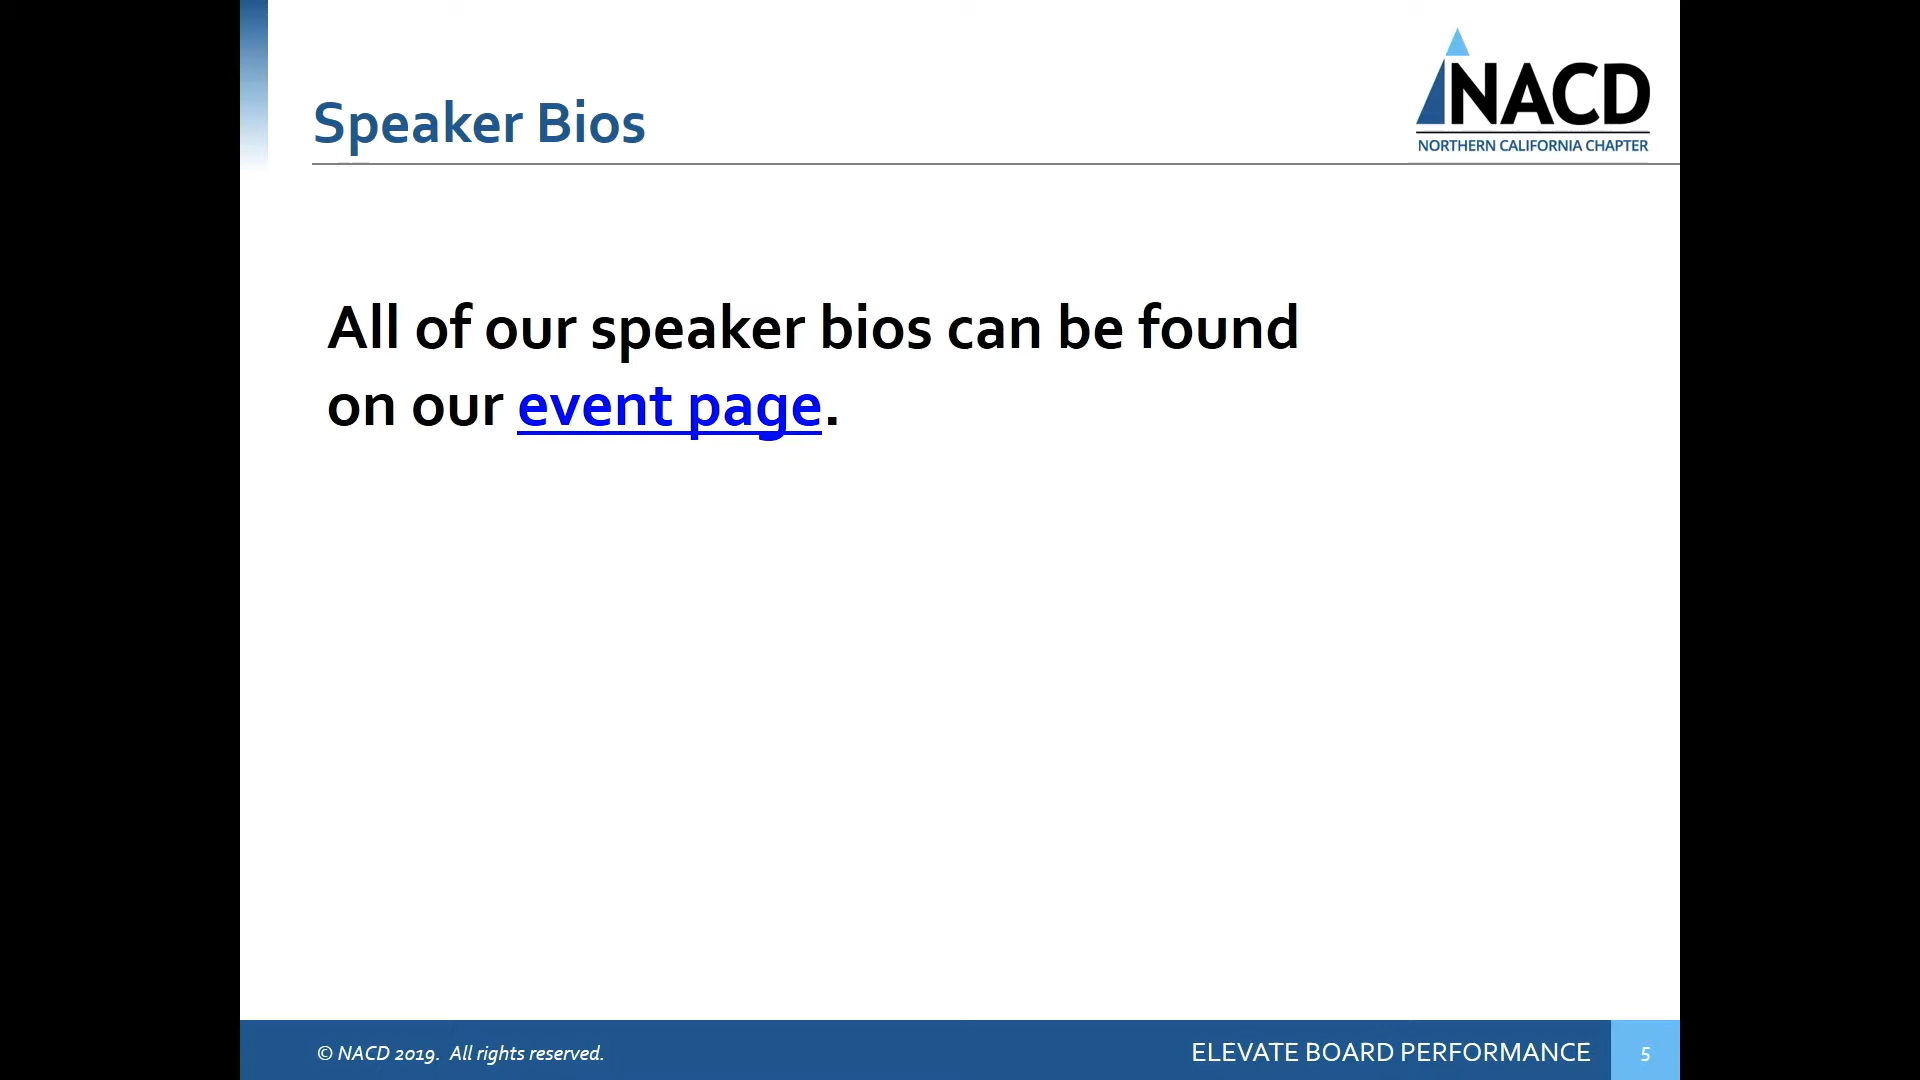 Speaker Bios
NACD
NORTHERN CALIFORNIA CHAPTER
All of our speaker bios can be found
on our event page.
© NACD 2019. All rights reserved.
ELEVATE BOARD PERFORMANCE
5